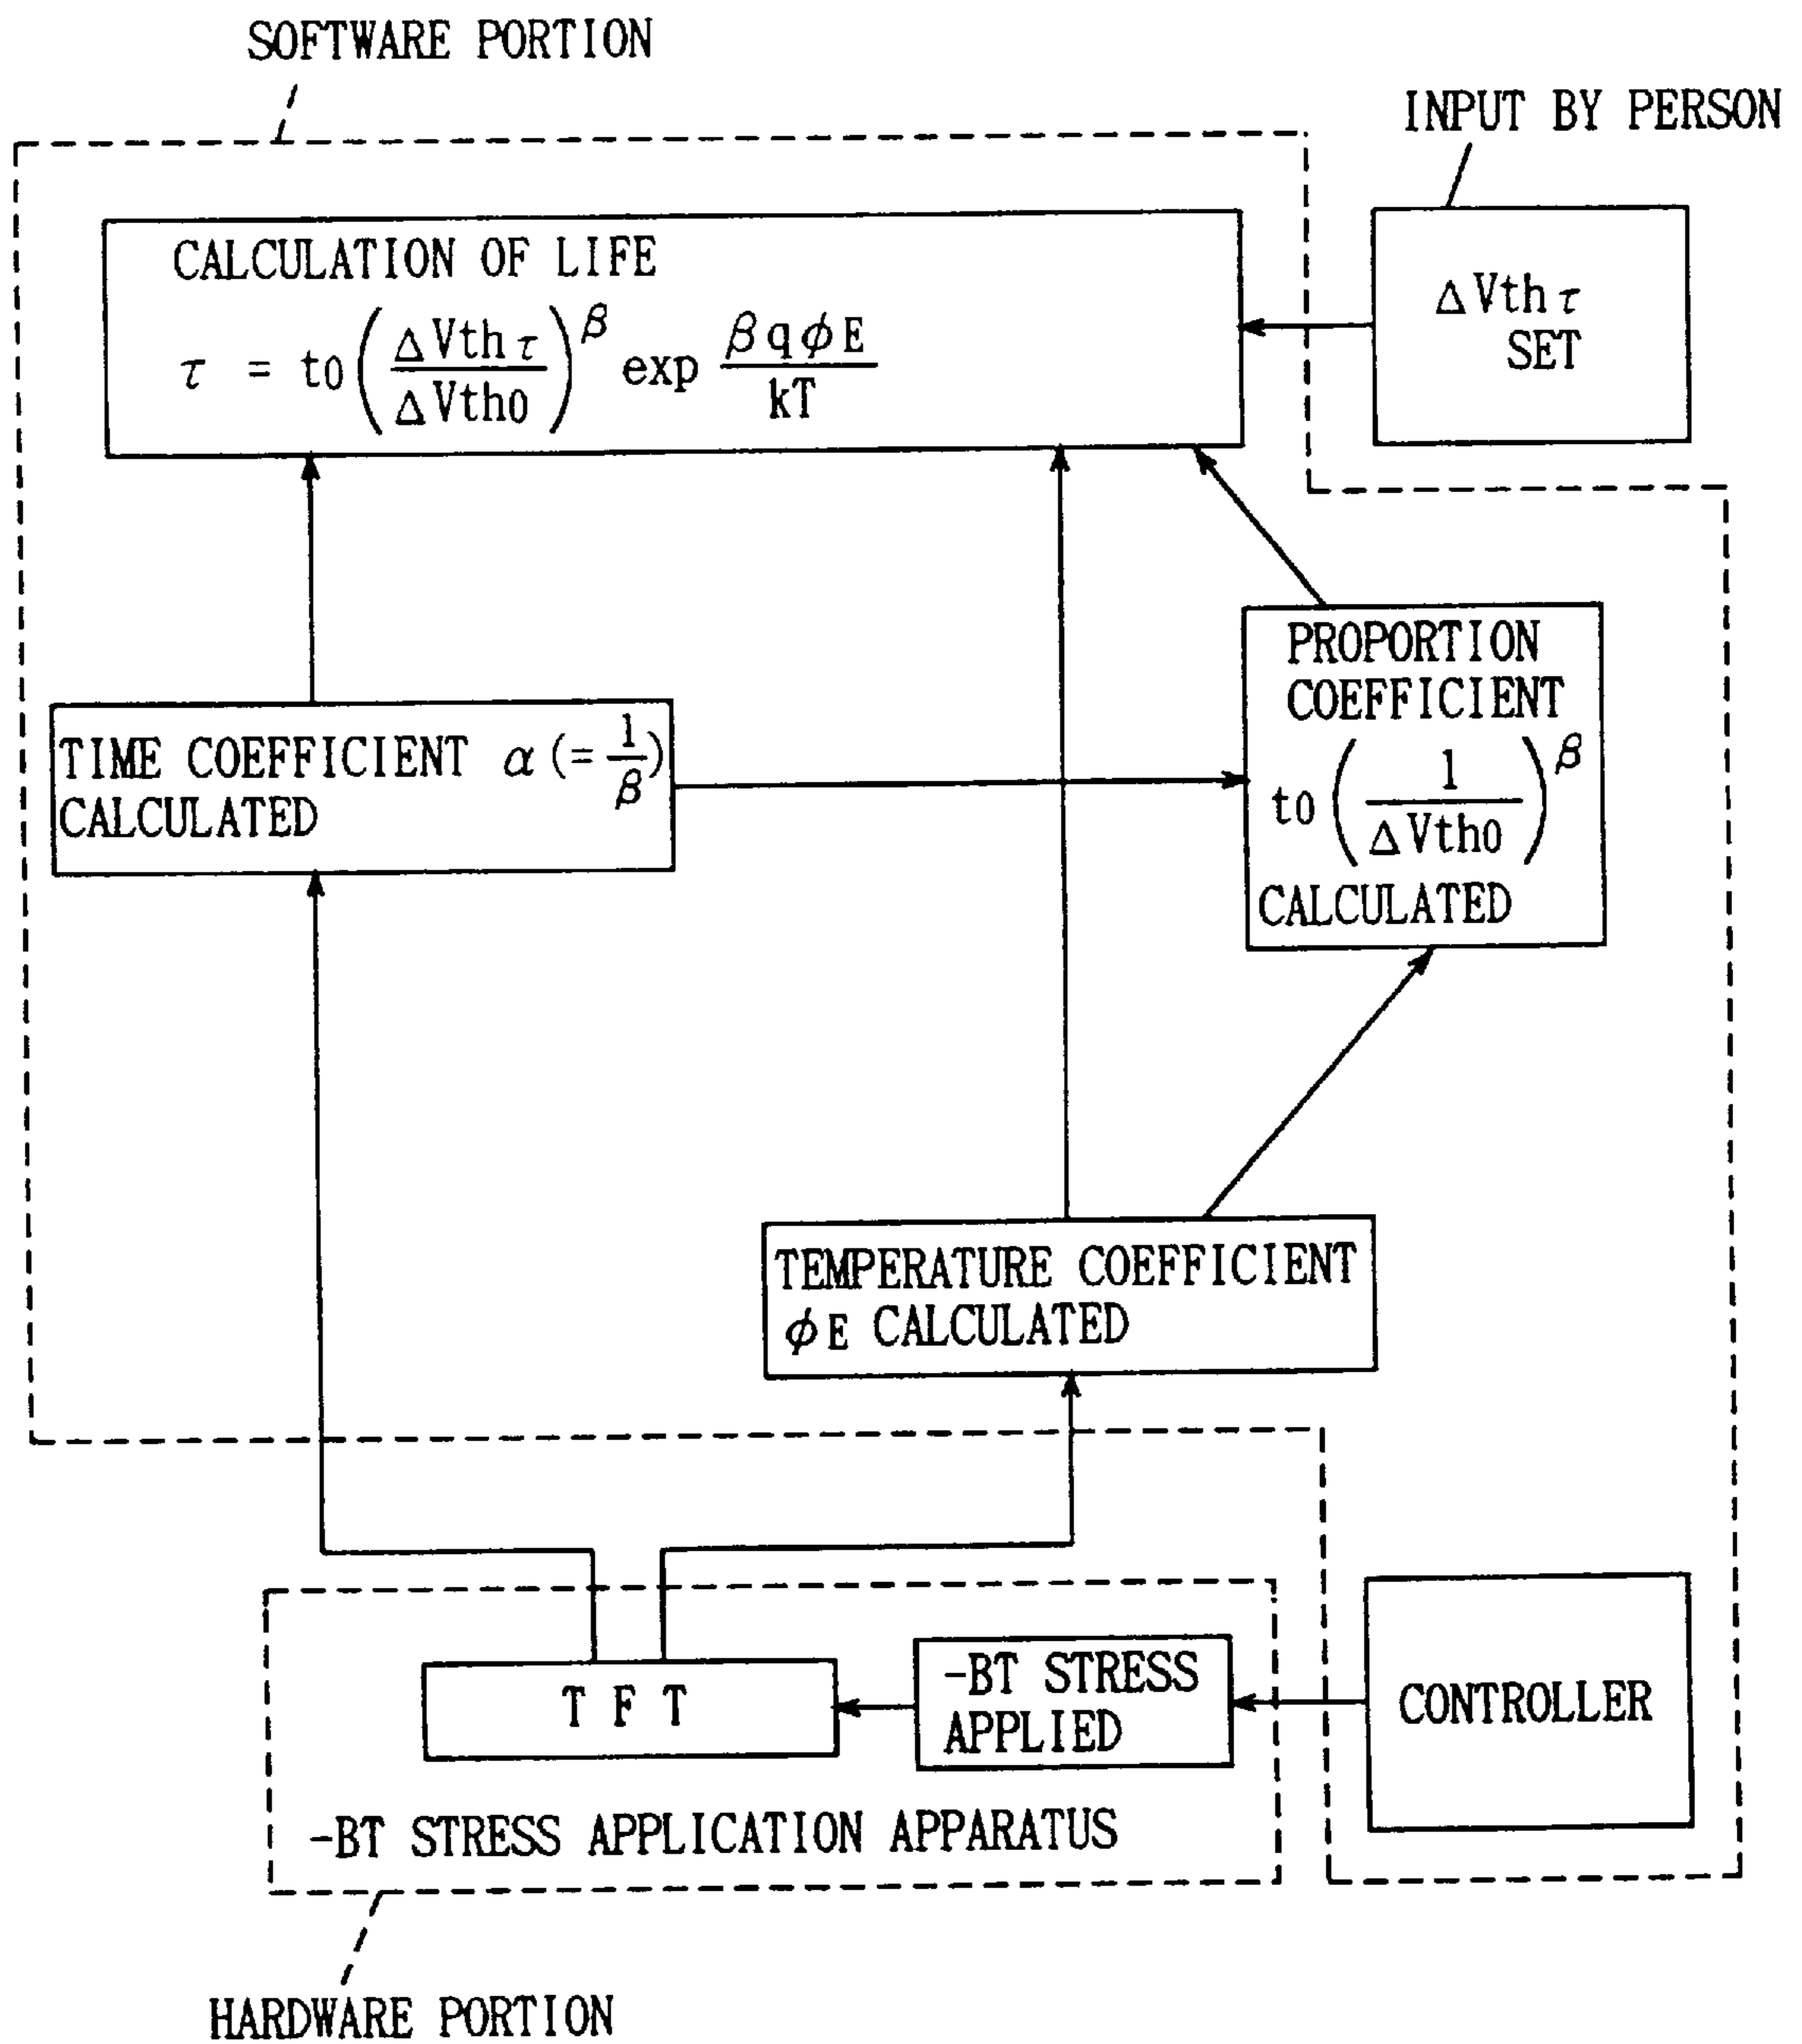 SOFTWARE PORTION
INPUT BY PERSON
CALCULATION OF LIFE
τ = t0 (ΔVthτ / ΔVth0)^β exp βqϕE / kT
ΔVthτ
SET
TIME COEFFICIENT α (= 1/β)
CALCULATED
PROPORTION
COEFFICIENT
t0 (1 / ΔVth0)^β
CALCULATED
TEMPERATURE COEFFICIENT
ϕE CALCULATED
TFT
-BT STRESS
APPLIED
CONTROLLER
-BT STRESS APPLICATION APPARATUS
HARDWARE PORTION